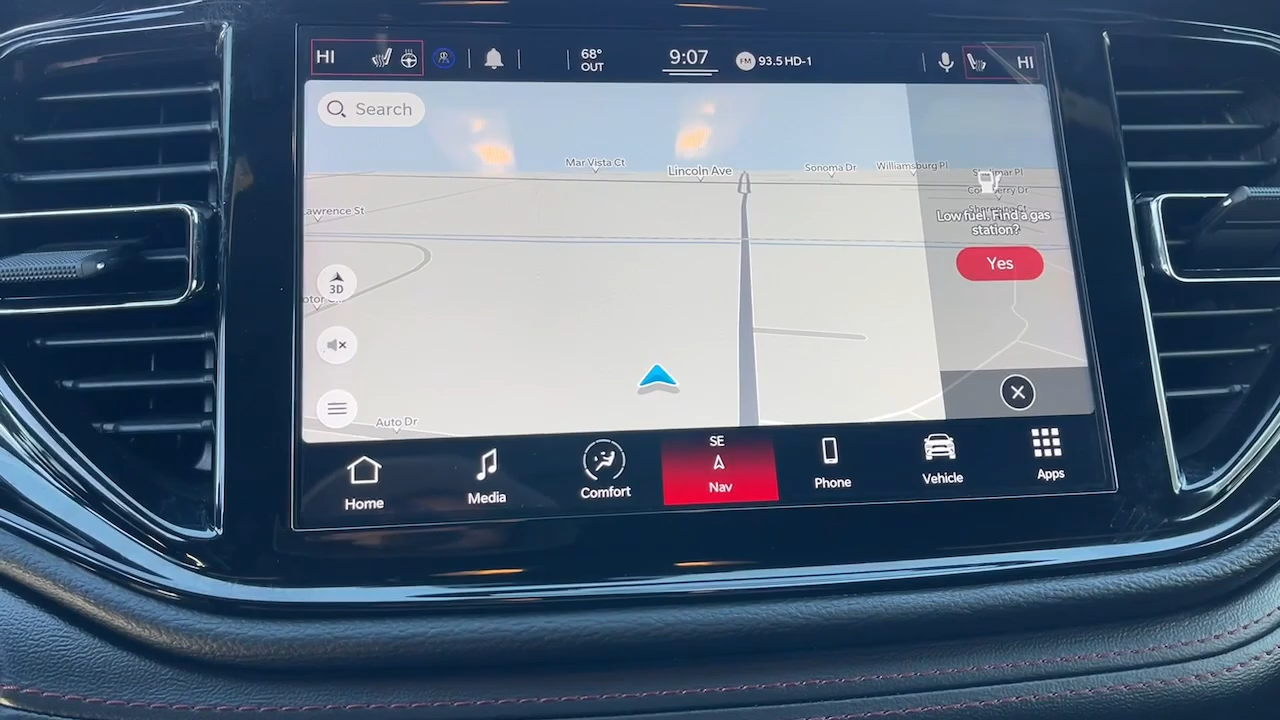 HI
68°
OUT
9:07
FM 93.5 HD-1
HI
Search
Mar Vista Ct
Lincoln Ave
Sonoma Dr
Williamsburg Pl
Lawrence St
Low fuel. Find a gas
station?
Yes
3D
Auto Dr
Home
Media
Comfort
SE
Nav
Phone
Vehicle
Apps